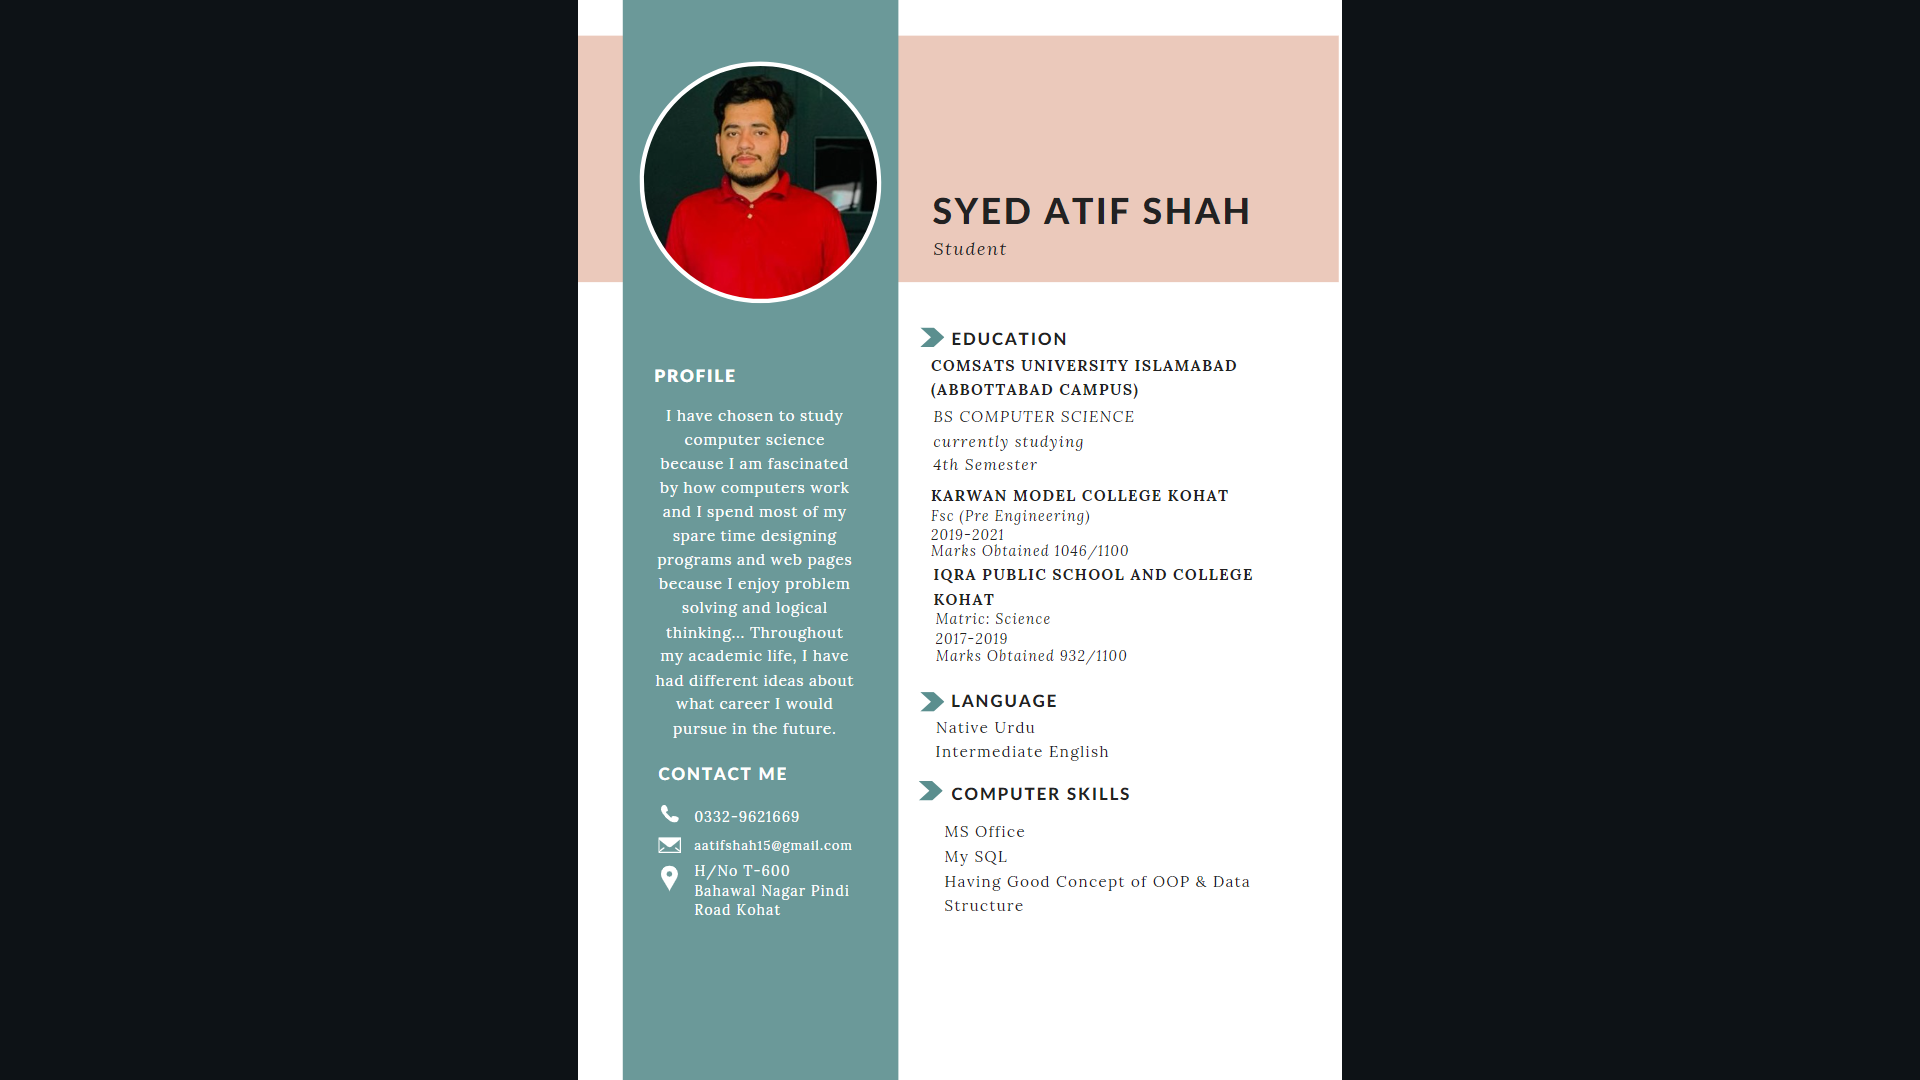 SYED ATIF SHAH
Student
PROFILE
I have chosen to study
computer science
because I am fascinated
by how computers work
and I spend most of my
spare time designing
programs and web pages
because I enjoy problem
solving and logical
thinking... Throughout
my academic life, I have
had different ideas about
what career I would
pursue in the future.
CONTACT ME
0332-9621669
aatifshah15@gmail.com
H/No T-600
Bahawal Nagar Pindi
Road Kohat
EDUCATION
COMSATS UNIVERSITY ISLAMABAD
(ABBOTTABAD CAMPUS)
BS COMPUTER SCIENCE
currently studying
4th Semester
KARWAN MODEL COLLEGE KOHAT
Fsc (Pre Engineering)
2019-2021
Marks Obtained 1046/1100
IQRA PUBLIC SCHOOL AND COLLEGE
KOHAT
Matric: Science
2017-2019
Marks Obtained 932/1100
LANGUAGE
Native Urdu
Intermediate English
COMPUTER SKILLS
MS Office
My SQL
Having Good Concept of OOP & Data
Structure